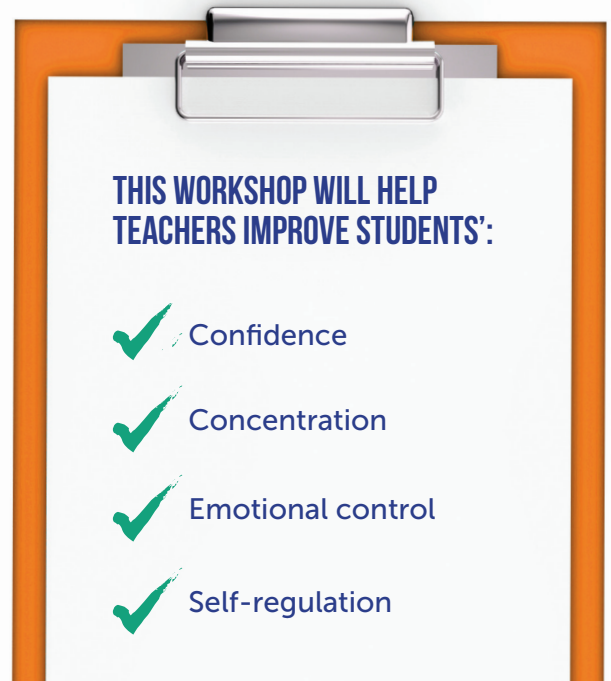 THIS WORKSHOP WILL HELP
TEACHERS IMPROVE STUDENTS':
Confidence
Concentration
Emotional control
Self-regulation